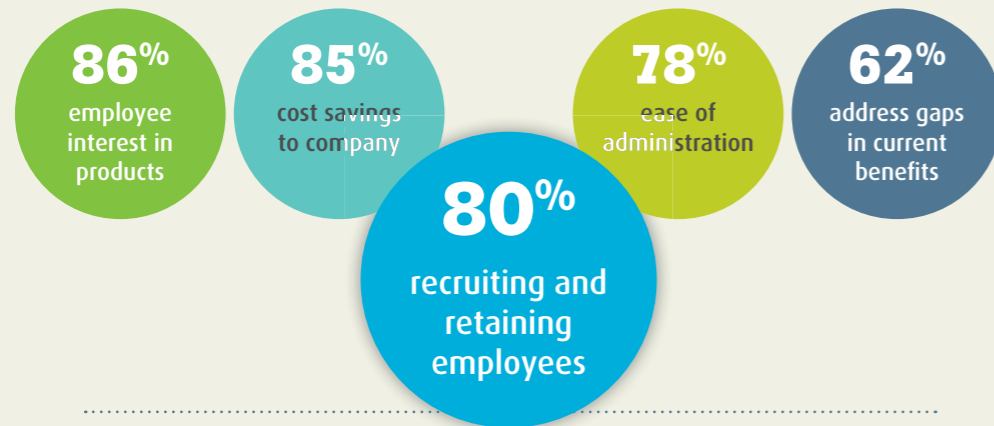 86%
employee
interest in
products
85%
cost savings
to company
80%
recruiting and
retaining
employees
78%
ease of
administration
62%
address gaps
in current
benefits